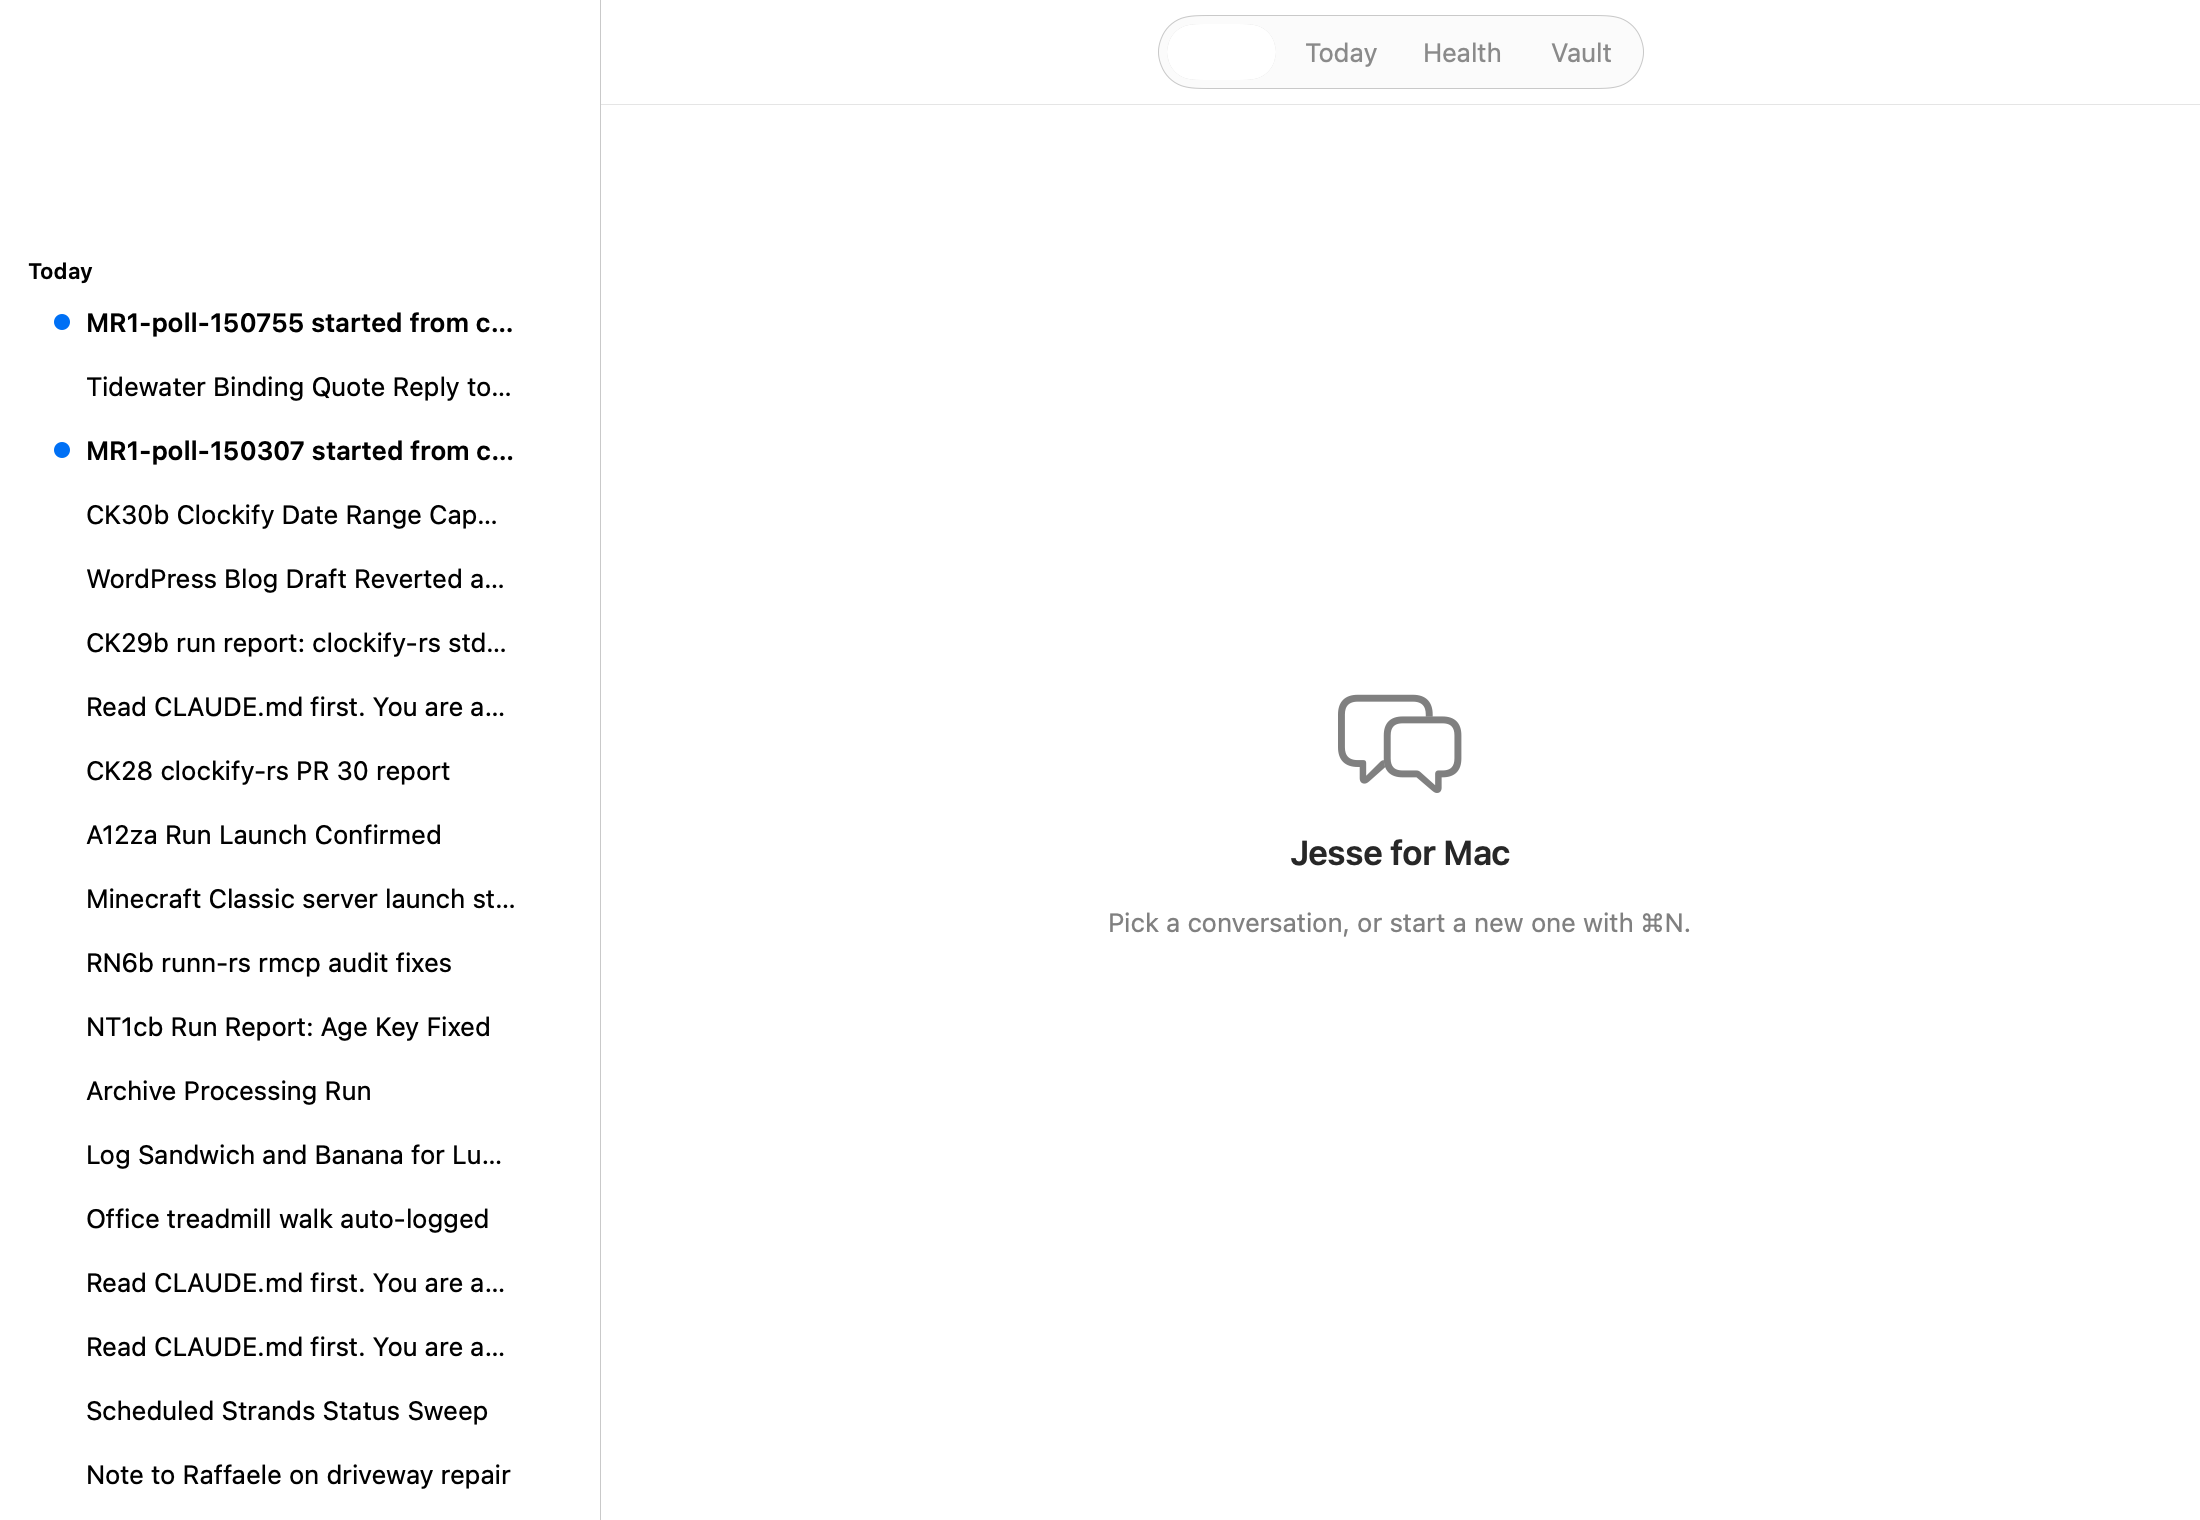 Today
Health
Vault
Today
MR1-poll-150755 started from c...
Tidewater Binding Quote Reply to...
MR1-poll-150307 started from c...
CK30b Clockify Date Range Cap...
WordPress Blog Draft Reverted a...
CK29b run report: clockify-rs std...
Read CLAUDE.md first. You are a...
CK28 clockify-rs PR 30 report
A12za Run Launch Confirmed
Minecraft Classic server launch st...
RN6b runn-rs rmcp audit fixes
NT1cb Run Report: Age Key Fixed
Archive Processing Run
Log Sandwich and Banana for Lu...
Office treadmill walk auto-logged
Read CLAUDE.md first. You are a...
Read CLAUDE.md first. You are a...
Scheduled Strands Status Sweep
Note to Raffaele on driveway repair
Jesse for Mac
Pick a conversation, or start a new one with ⌘N.